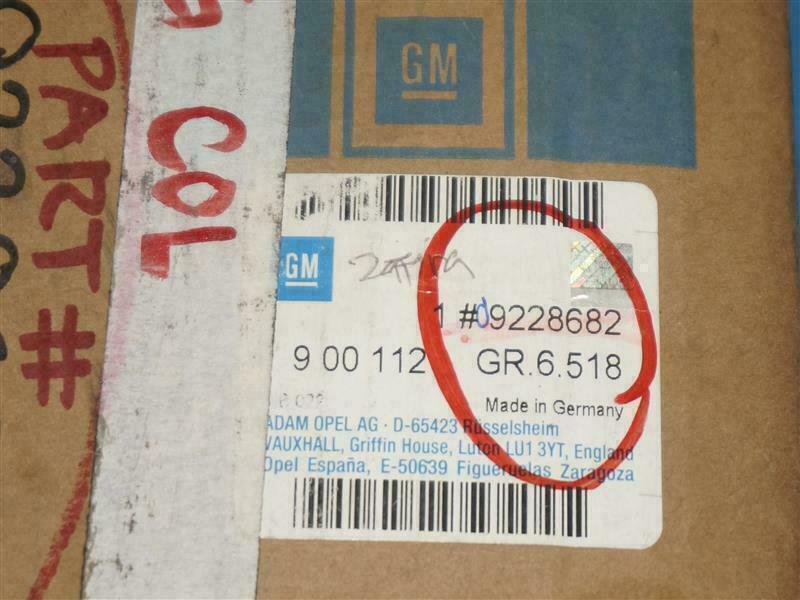 GM
A COL
PART#
GM
Zafira
1 #d09228682
9 00 112
GR.6.518
Made in Germany
ADAM OPEL AG · D-65423 Rüsselsheim
VAUXHALL, Griffin House, Luton LU1 3YT, England
Opel España, E-50639 Figueruelas Zaragoza